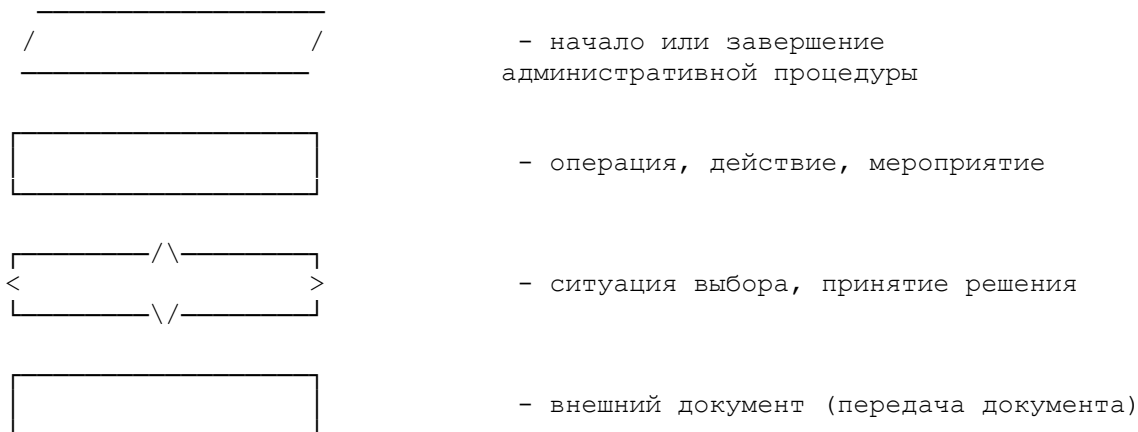 - начало или завершение
административной процедуры
- операция, действие, мероприятие
- ситуация выбора, принятие решения
- внешний документ (передача документа)